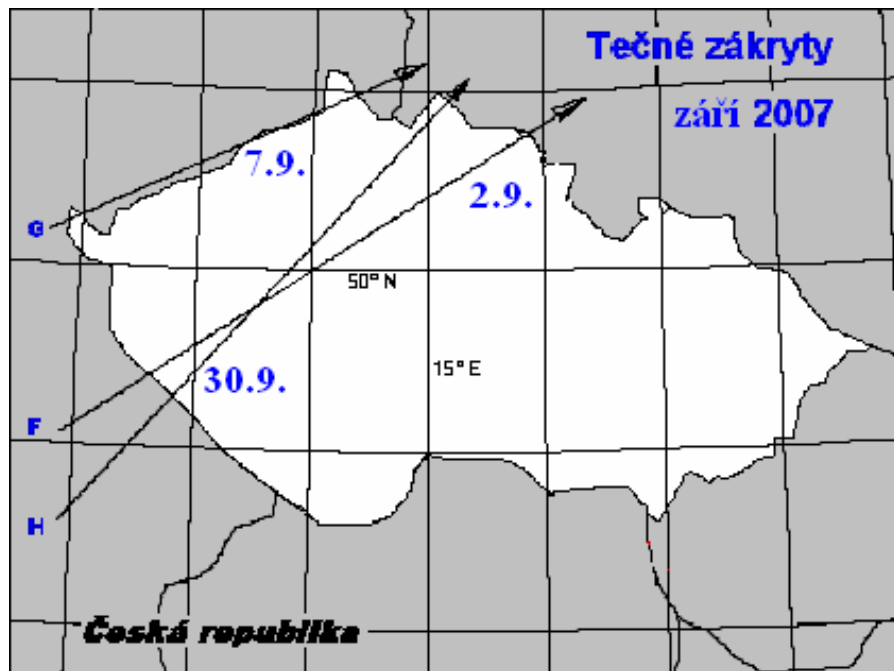 Tečné zákryty
září 2007
7.9.
2.9.
G
50° N
15° E
30.9.
F
H
Česká republika